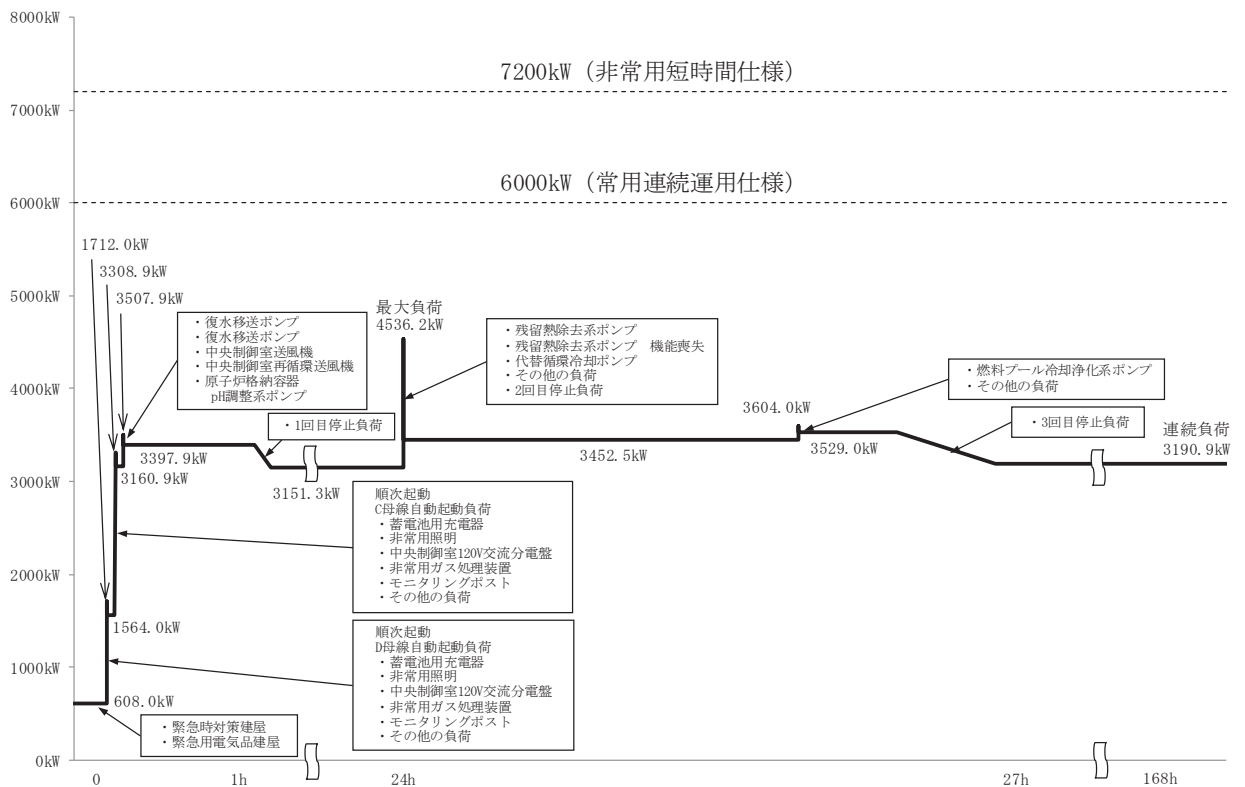 8000kW
7200kW（非常用短時間仕様）
7000kW
6000kW（常用連続運用仕様）
6000kW
1712.0kW
3308.9kW
3507.9kW
5000kW
最大負荷
4536.2kW
・復水移送ポンプ
・復水移送ポンプ
・中央制御室送風機
・中央制御室再循環送風機
・原子炉格納容器
pH調整系ポンプ
・残留熱除去系ポンプ
・残留熱除去系ポンプ　機能喪失
・代替循環冷却ポンプ
・その他の負荷
・2回目停止負荷
・燃料プール冷却浄化系ポンプ
・その他の負荷
4000kW
・1回目停止負荷
3604.0kW
・3回目停止負荷
連続負荷
3190.9kW
3397.9kW
3452.5kW
3529.0kW
3160.9kW
3000kW
3151.3kW
順次起動
C母線自動起動負荷
・蓄電池用充電器
・非常用照明
・中央制御室120V交流分電盤
・非常用ガス処理装置
・モニタリングポスト
・その他の負荷
2000kW
1564.0kW
順次起動
D母線自動起動負荷
・蓄電池用充電器
・非常用照明
・中央制御室120V交流分電盤
・非常用ガス処理装置
・モニタリングポスト
・その他の負荷
1000kW
608.0kW
・緊急時対策建屋
・緊急用電気品建屋
0kW
0
1h
24h
27h
168h